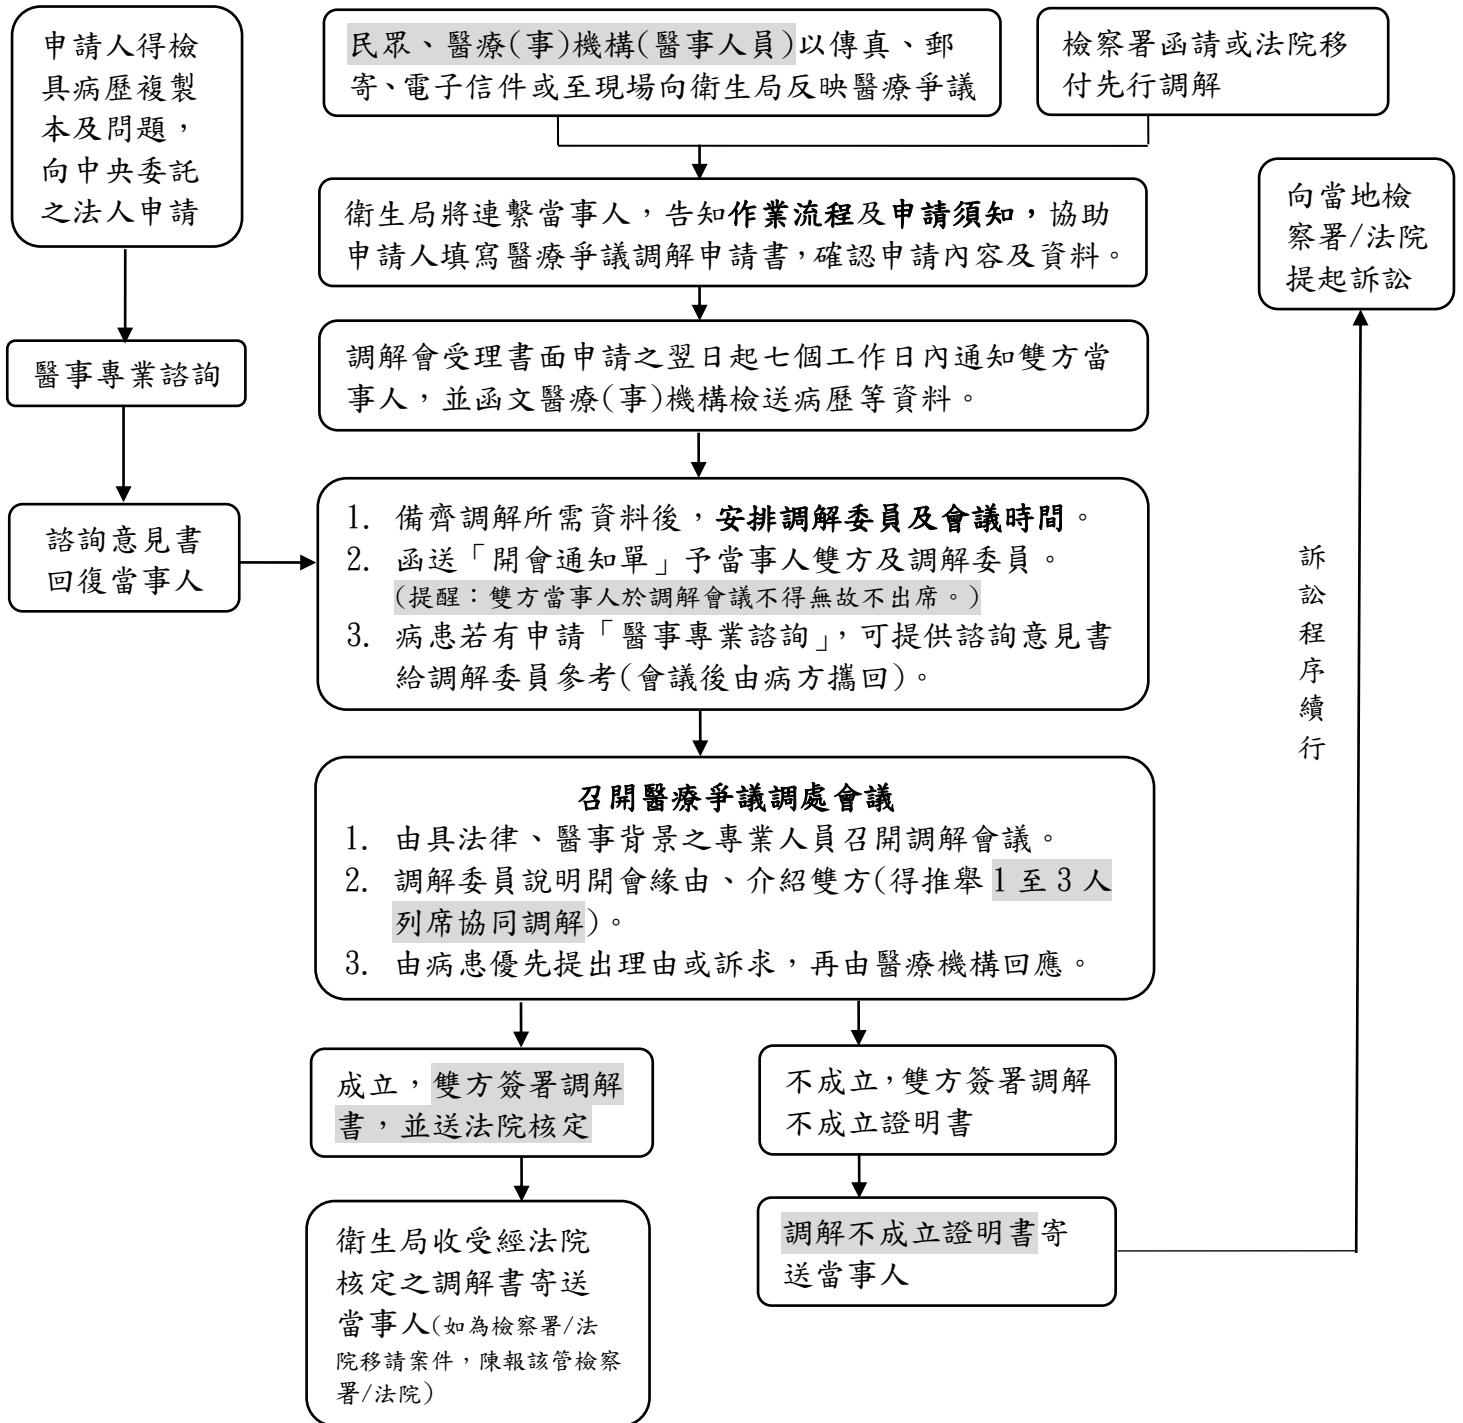 申請人得檢
具病歷複製
本及問題，
向中央委託
之法人申請
醫事專業諮詢
諮詢意見書
回復當事人
民眾、醫療(事)機構(醫事人員)以傳真、郵
寄、電子信件或至現場向衛生局反映醫療爭議
檢察署函請或法院移
付先行調解
衛生局將連繫當事人，告知作業流程及申請須知，協助
申請人填寫醫療爭議調解申請書，確認申請內容及資料。
調解會受理書面申請之翌日起七個工作日內通知雙方當
事人，並函文醫療(事)機構檢送病歷等資料。
1. 備齊調解所需資料後，安排調解委員及會議時間。
2. 函送「開會通知單」予當事人雙方及調解委員。
(提醒：雙方當事人於調解會議不得無故不出席。)
3. 病患若有申請「醫事專業諮詢」，可提供諮詢意見書
給調解委員參考(會議後由病方攜回)。
召開醫療爭議調處會議
1. 由具法律、醫事背景之專業人員召開調解會議。
2. 調解委員說明開會緣由、介紹雙方(得推舉 1 至 3 人
列席協同調解)。
3. 由病患優先提出理由或訴求，再由醫療機構回應。
成立，雙方簽署調解
書，並送法院核定
衛生局收受經法院
核定之調解書寄送
當事人(如為檢察署/法
院移請案件，陳報該管檢察
署/法院)
不成立，雙方簽署調解
不成立證明書
調解不成立證明書寄
送當事人
訴訟程序續行
向當地檢
察署/法院
提起訴訟